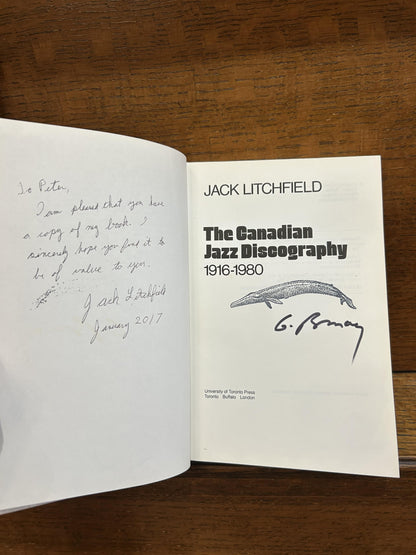 To Peter,
I am pleased that you have
a copy of my book. I
sincerely hope you find it to
be of value to you.
Jack Litchfield
January 2017
JACK LITCHFIELD
The Canadian
Jazz Discography
1916-1980
G.
University of Toronto Press
Toronto Buffalo London